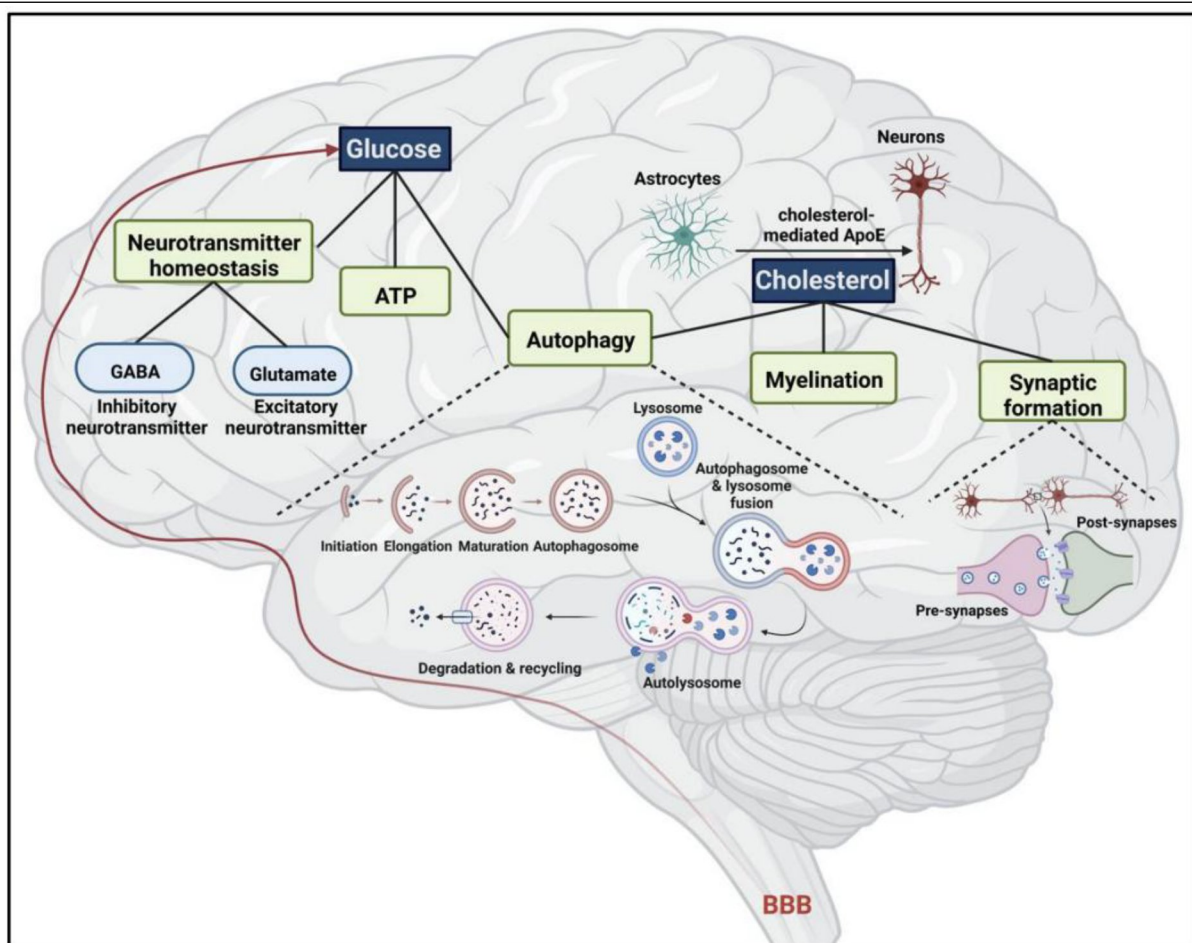 Glucose
Neurotransmitter
homeostasis
ATP
GABA
Glutamate
Inhibitory
neurotransmitter
Excitatory
neurotransmitter
Astrocytes
Neurons
cholesterol-
mediated ApoE
Cholesterol
Autophagy
Myelination
Synaptic
formation
Lysosome
Autophagosome
& lysosome
fusion
Initiation
Elongation
Maturation
Autophagosome
Post-synapses
Pre-synapses
Degradation & recycling
Autolysosome
BBB